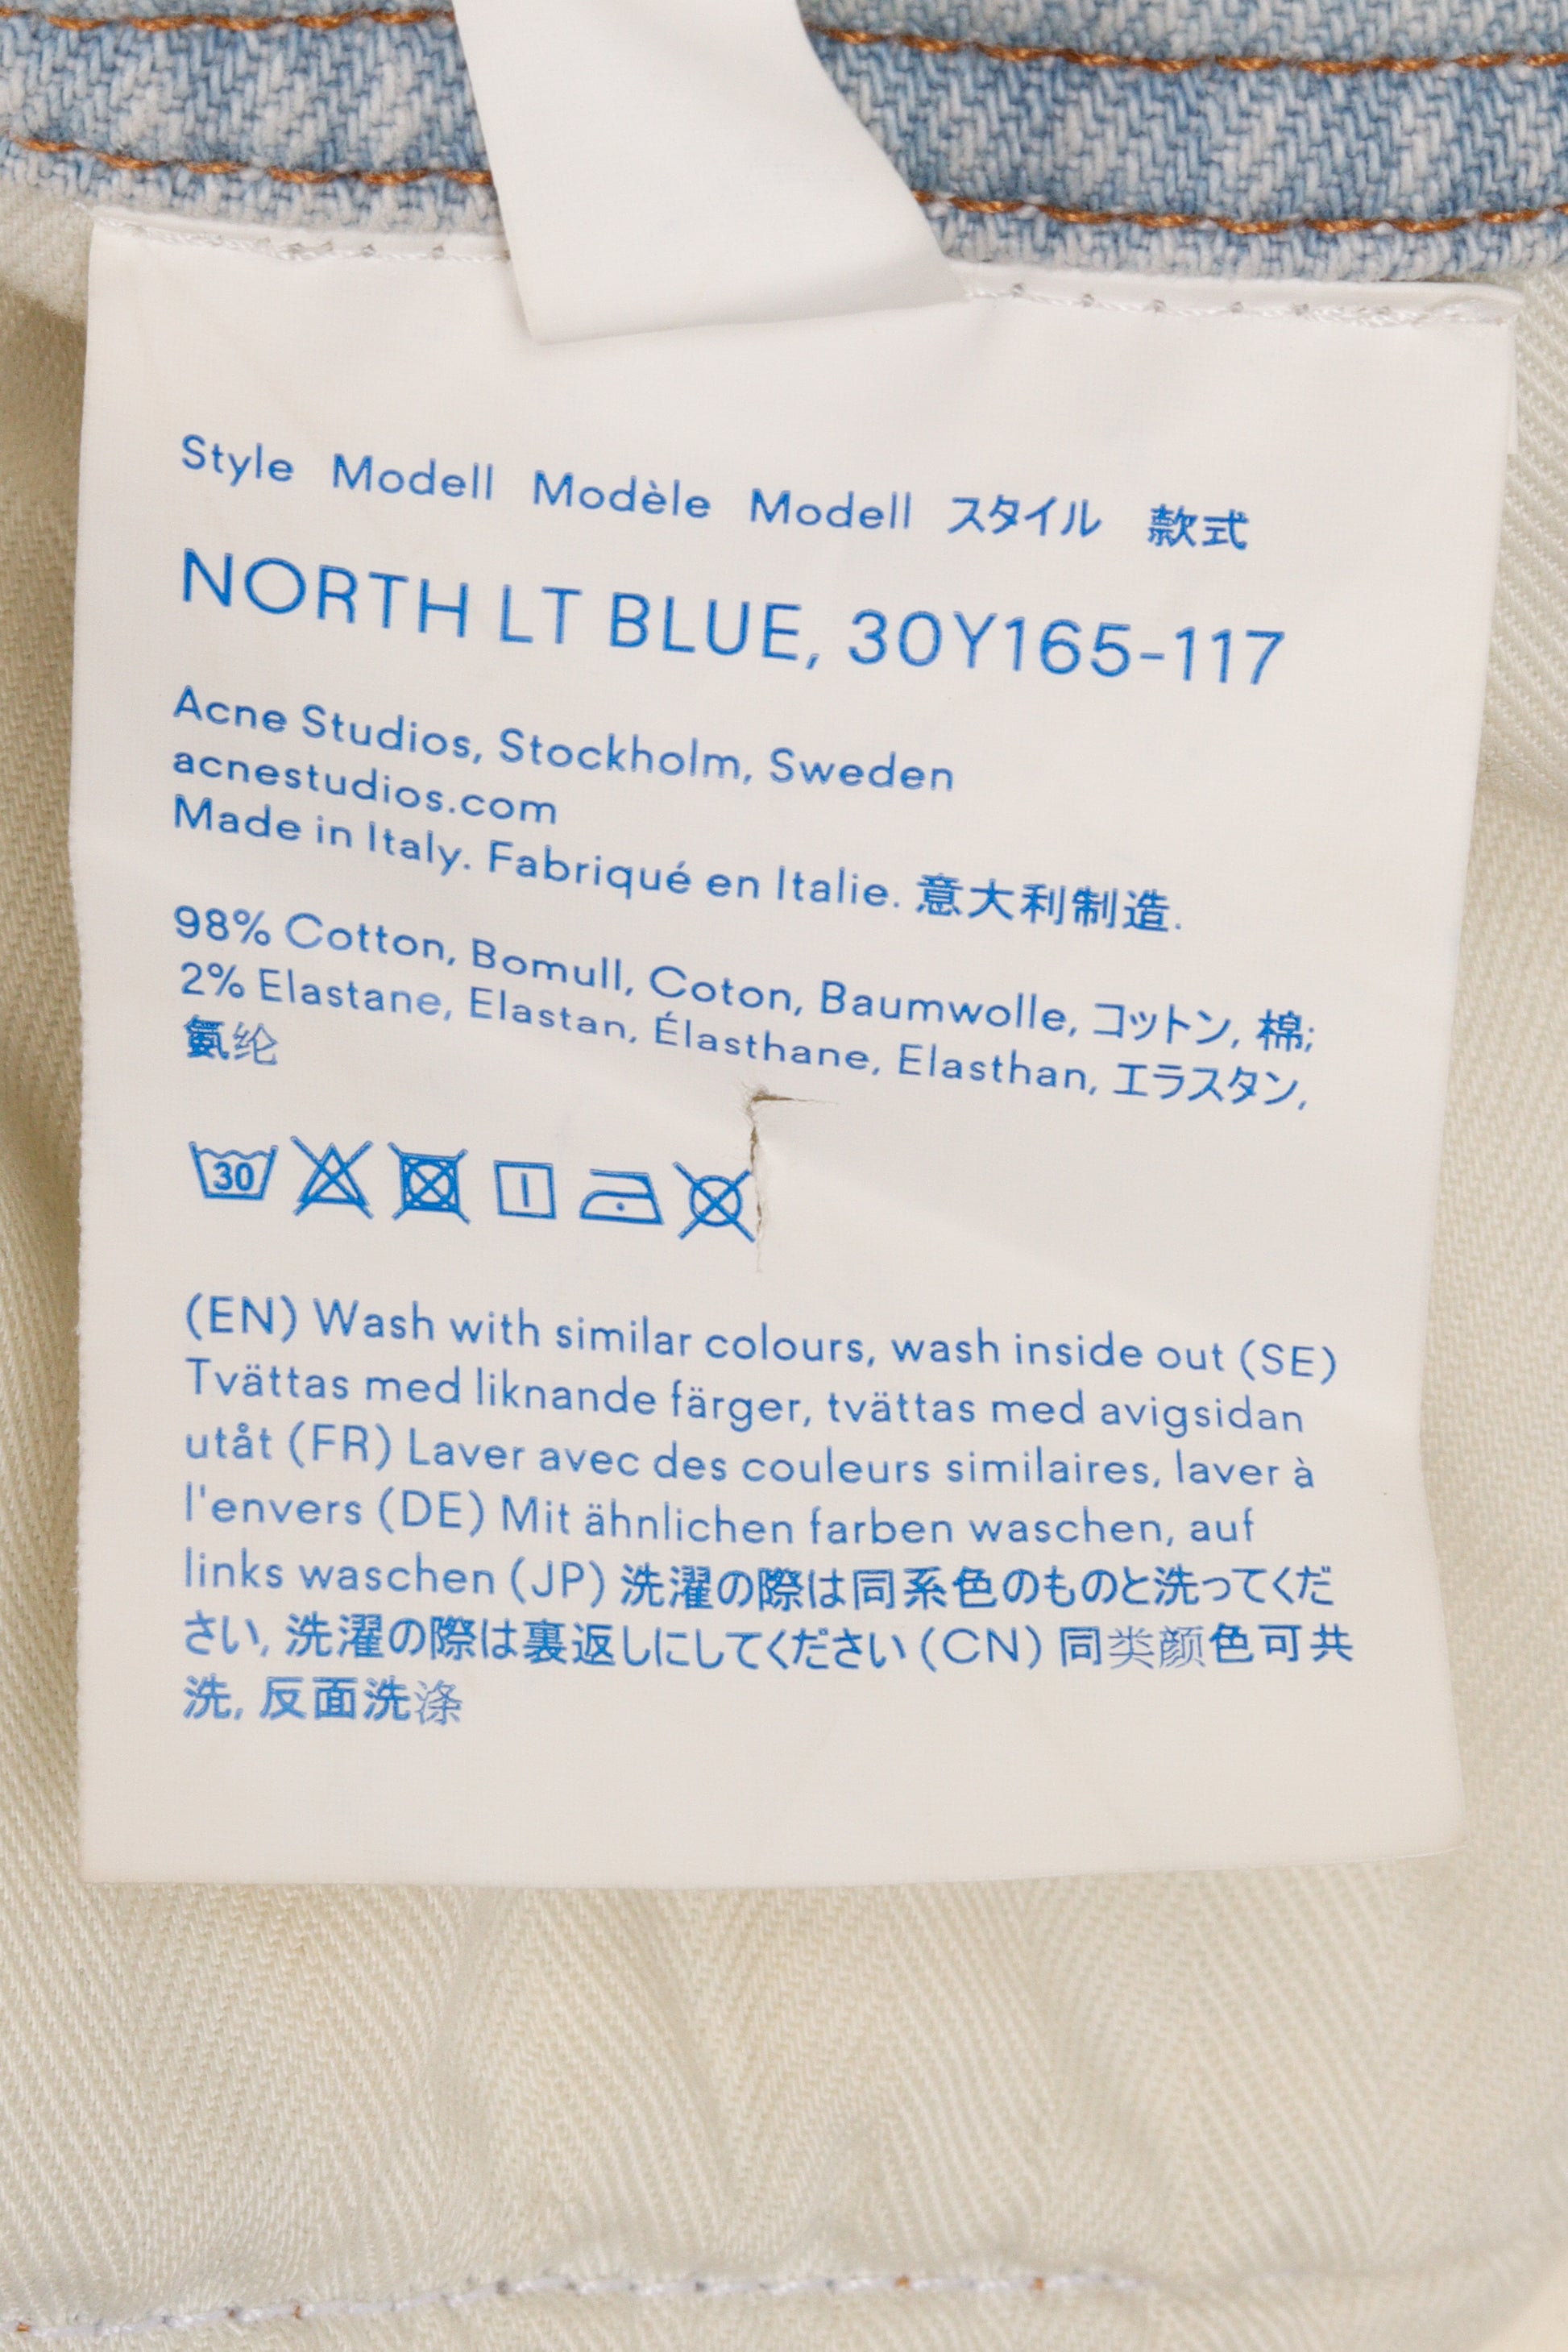 Style Modell Modèle Modell スタイル 款式
NORTH LT BLUE, 30Y165-117
Acne Studios, Stockholm, Sweden
acnestudios.com
Made in Italy. Fabriqué en Italie. 意大利制造.
98% Cotton, Bomull, Coton, Baumwolle, コットン, 棉;
2% Elastane, Elastan, Élasthane, Elasthan, エラスタン,
氨纶
30
(EN) Wash with similar colours, wash inside out (SE)
Tvättas med liknande färger, tvättas med avigsidan
utåt (FR) Laver avec des couleurs similaires, laver à
l'envers (DE) Mit ähnlichen farben waschen, auf
links waschen (JP) 洗濯の際は同系色のものと洗ってくだ
さい, 洗濯の際は裏返しにしてください (CN) 同类颜色可共
洗, 反面洗涤